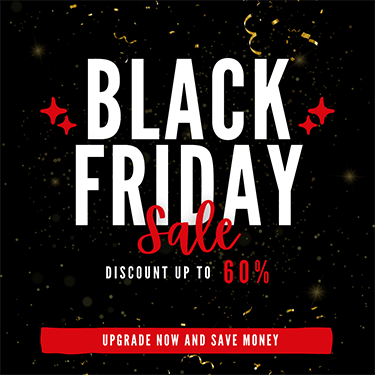 BLACK
FRIDAY
Sale
DISCOUNT UP TO 60%
UPGRADE NOW AND SAVE MONEY